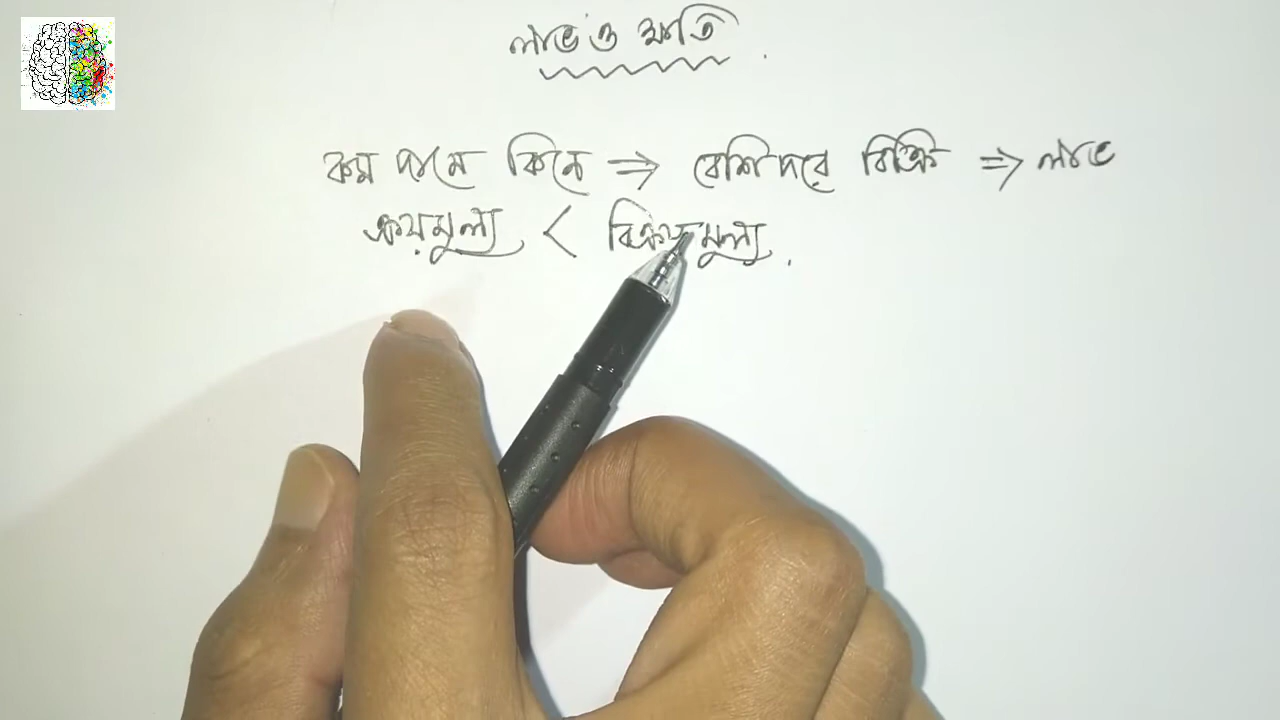 লাভ ও ক্ষতি
কম দামে কিনে ⇒ বেশি দরে বিক্রি ⇒ লাভ
ক্রয়মূল্য < বিক্রয়মূল্য.